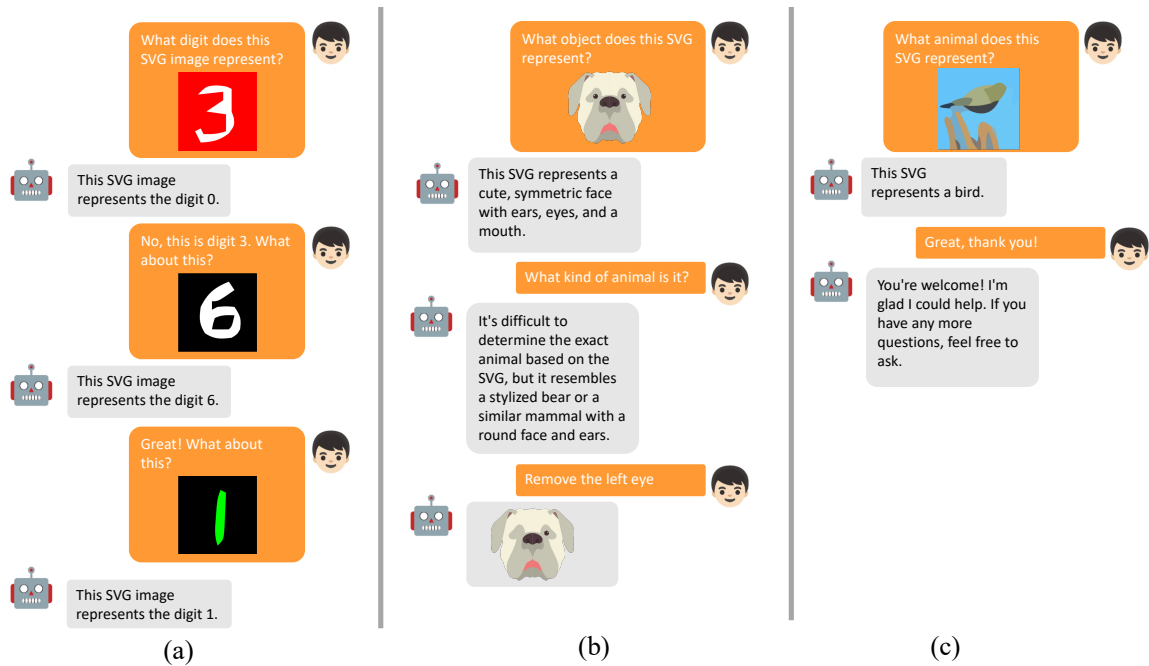 What digit does this
SVG image represent?
3
This SVG image
represents the digit 0.
No, this is digit 3. What
about this?
6
This SVG image
represents the digit 6.
Great! What about
this?
1
This SVG image
represents the digit 1.
(a)
What object does this SVG
represent?
This SVG represents a
cute, symmetric face
with ears, eyes, and a
mouth.
What kind of animal is it?
It's difficult to
determine the exact
animal based on the
SVG, but it resembles
a stylized bear or a
similar mammal with a
round face and ears.
Remove the left eye
(b)
What animal does this
SVG represent?
This SVG
represents a bird.
Great, thank you!
You're welcome! I'm
glad I could help. If you
have any more
questions, feel free to
ask.
(c)